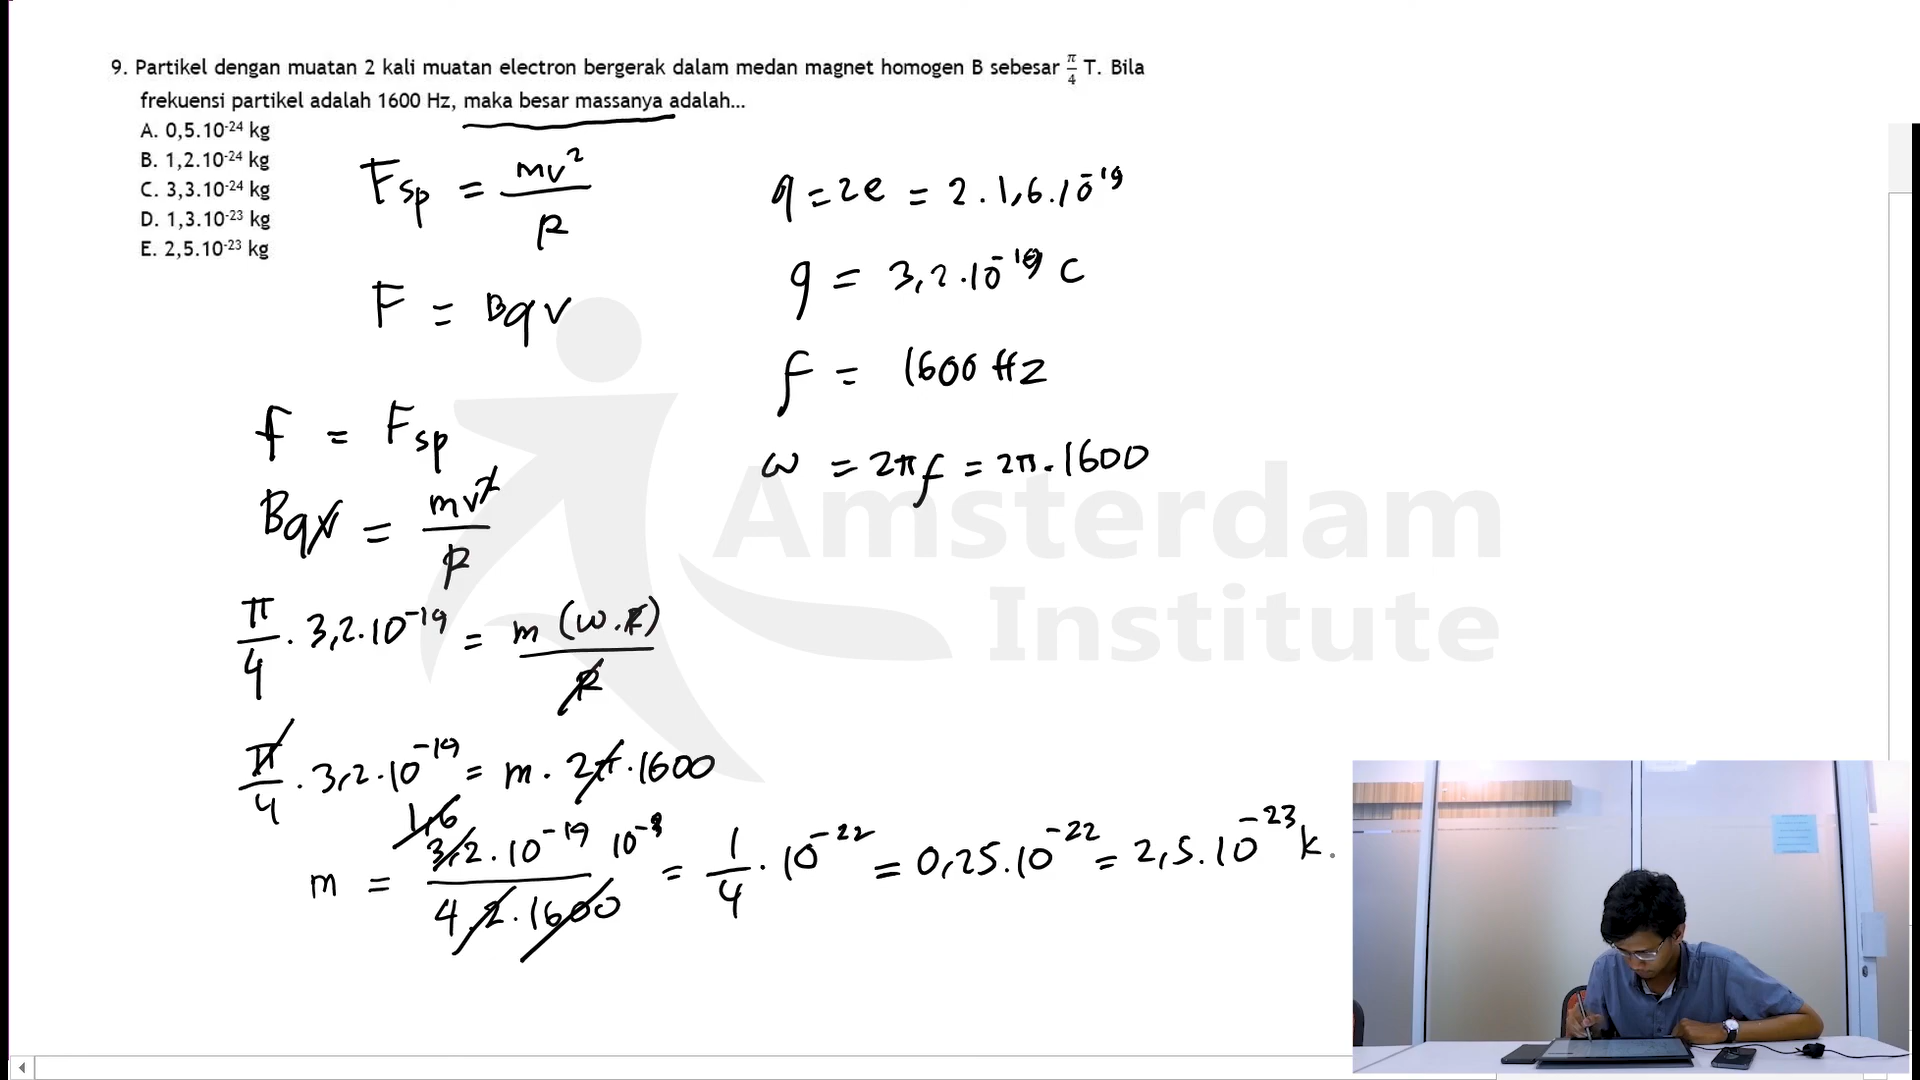 9. Partikel dengan muatan 2 kali muatan electron bergerak dalam medan magnet homogen B sebesar π/4 T. Bila
frekuensi partikel adalah 1600 Hz, maka besar massanya adalah...
A. 0,5.10⁻²⁴ kg
B. 1,2.10⁻²⁴ kg
C. 3,3.10⁻²⁴ kg
D. 1,3.10⁻²³ kg
E. 2,5.10⁻²³ kg
Fsp = mv²/R
F = Bqv
f = Fsp
Bqv = mv²/R
π/4 . 3,2.10⁻¹⁹ = m (ω.R)/R
π/4 . 3,2.10⁻¹⁹ = m . 2π.1600
1,6
m = 3,2.10⁻¹⁹ / 4.2.1600 = 1/4 . 10⁻²² = 0,25.10⁻²² = 2,5.10⁻²³ k.
q = 2e = 2.1,6.10⁻¹⁹
q = 3,2.10⁻¹⁹ C
f = 1600 Hz
ω = 2πf = 2π.1600
Amsterdam
Institute